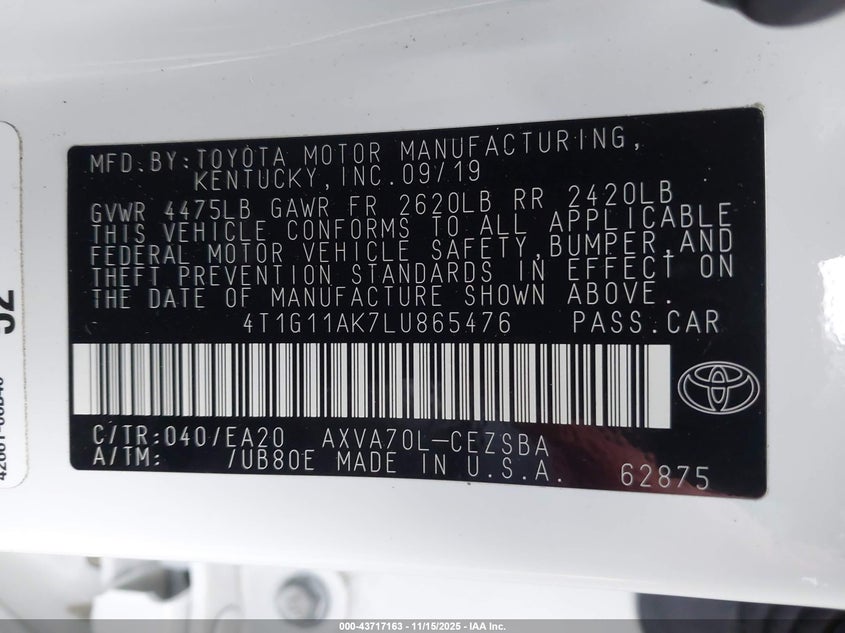 MFD.BY:TOYOTA MOTOR MANUFACTURING,
KENTUCKY,INC.09/19
GVWR 4475LB GAWR FR 2620LB RR 2420LB
THIS VEHICLE CONFORMS TO ALL APPLICABLE
FEDERAL MOTOR VEHICLE SAFETY,BUMPER,AND
THEFT PREVENTION STANDARDS IN EFFECT ON
THE DATE OF MANUFACTURE SHOWN ABOVE.
4T1G11AK7LU865476 PASS.CAR
C/TR:040/EA20 AXVA70L-CEZSBA
A/TM: /UB80E MADE IN U.S.A. 62875
52
000-43717163 - 11/15/2025 - IAA Inc.